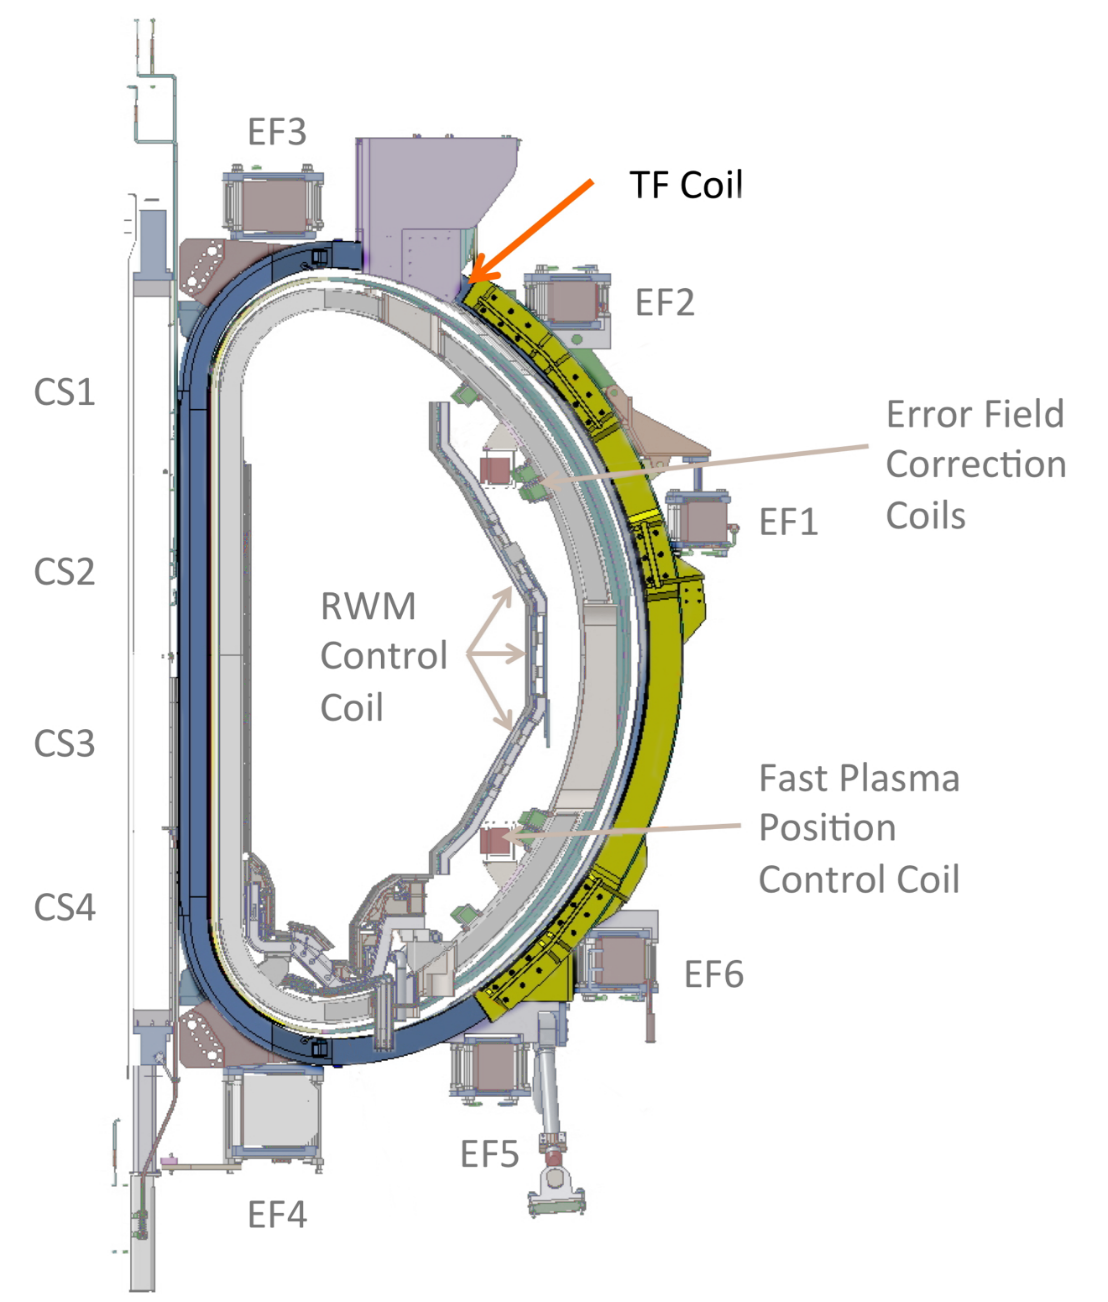 EF3
TF Coil
EF2
CS1
Error Field
Correction
Coils
EF1
CS2
RWM
Control
Coil
CS3
Fast Plasma
Position
Control Coil
CS4
EF6
EF5
EF4